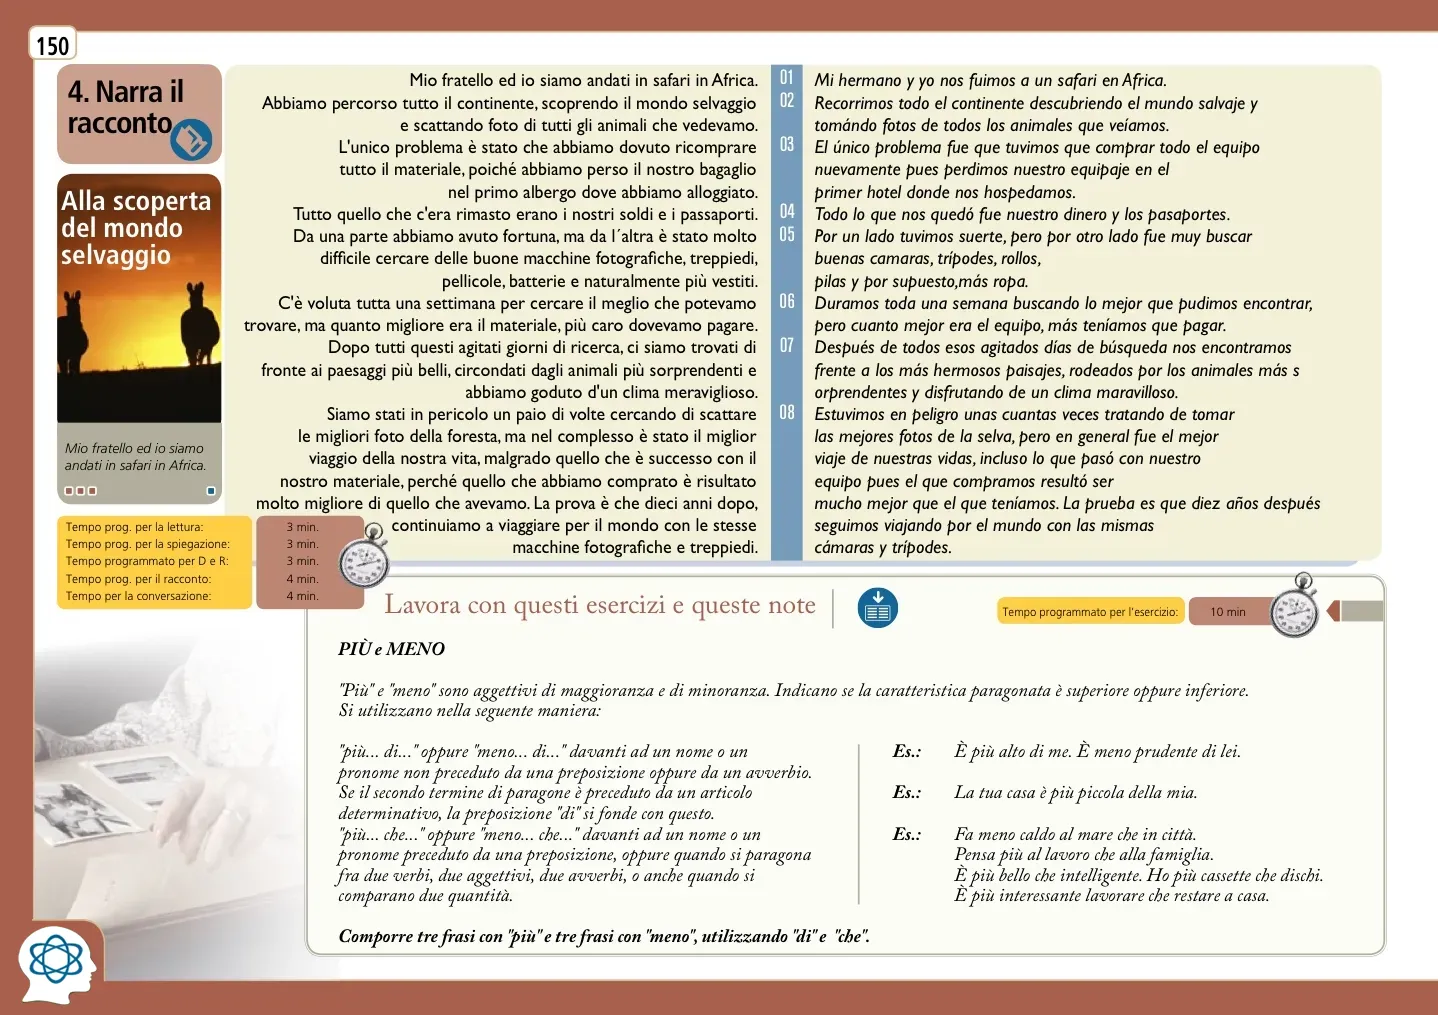 150
4. Narra il
racconto
Alla scoperta
del mondo
selvaggio
Mio fratello ed io siamo
andati in safari in Africa.
Mio fratello ed io siamo andati in safari in Africa.
Abbiamo percorso tutto il continente, scoprendo il mondo selvaggio
e scattando foto di tutti gli animali che vedevamo.
L'unico problema è stato che abbiamo dovuto ricomprare
tutto il materiale, poiché abbiamo perso il nostro bagaglio
nel primo albergo dove abbiamo alloggiato.
Tutto quello che c'era rimasto erano i nostri soldi e i passaporti.
Da una parte abbiamo avuto fortuna, ma da l´altra è stato molto
difficile cercare delle buone macchine fotografiche, treppiedi,
pellicole, batterie e naturalmente più vestiti.
C'è voluta tutta una settimana per cercare il meglio che potevamo
trovare, ma quanto migliore era il materiale, più caro dovevamo pagare.
Dopo tutti questi agitati giorni di ricerca, ci siamo trovati di
fronte ai paesaggi più belli, circondati dagli animali più sorprendenti e
abbiamo goduto d'un clima meraviglioso.
Siamo stati in pericolo un paio di volte cercando di scattare
le migliori foto della foresta, ma nel complesso è stato il miglior
viaggio della nostra vita, malgrado quello che è successo con il
nostro materiale, perché quello che abbiamo comprato è risultato
molto migliore di quello che avevamo. La prova è che dieci anni dopo,
continuiamo a viaggiare per il mondo con le stesse
macchine fotografiche e treppiedi.
01
02
03
04
05
06
07
08
Mi hermano y yo nos fuimos a un safari en Africa.
Recorrimos todo el continente descubriendo el mundo salvaje y
tomándo fotos de todos los animales que veíamos.
El único problema fue que tuvimos que comprar todo el equipo
nuevamente pues perdimos nuestro equipaje en el
primer hotel donde nos hospedamos.
Todo lo que nos quedó fue nuestro dinero y los pasaportes.
Por un lado tuvimos suerte, pero por otro lado fue muy buscar
buenas camaras, trípodes, rollos,
pilas y por supuesto,más ropa.
Duramos toda una semana buscando lo mejor que pudimos encontrar,
pero cuanto mejor era el equipo, más teníamos que pagar.
Después de todos esos agitados días de búsqueda nos encontramos
frente a los más hermosos paisajes, rodeados por los animales más s
orprendentes y disfrutando de un clima maravilloso.
Estuvimos en peligro unas cuantas veces tratando de tomar
las mejores fotos de la selva, pero en general fue el mejor
viaje de nuestras vidas, incluso lo que pasó con nuestro
equipo pues el que compramos resultó ser
mucho mejor que el que teníamos. La prueba es que diez años después
seguimos viajando por el mundo con las mismas
cámaras y trípodes.
Tempo prog. per la lettura: 3 min.
Tempo prog. per la spiegazione: 3 min.
Tempo programmato per D e R: 3 min.
Tempo prog. per il racconto: 4 min.
Tempo per la conversazione: 4 min.
Lavora con questi esercizi e queste note
Tempo programmato per l'esercizio: 10 min
PIÙ e MENO
"Più" e "meno" sono aggettivi di maggioranza e di minoranza. Indicano se la caratteristica paragonata è superiore oppure inferiore.
Si utilizzano nella seguente maniera:
"più... di..." oppure "meno... di..." davanti ad un nome o un
pronome non preceduto da una preposizione oppure da un avverbio.
Se il secondo termine di paragone è preceduto da un articolo
determinativo, la preposizione "di" si fonde con questo.
"più... che..." oppure "meno... che..." davanti ad un nome o un
pronome preceduto da una preposizione, oppure quando si paragona
fra due verbi, due aggettivi, due avverbi, o anche quando si
comparano due quantità.
Es.: È più alto di me. È meno prudente di lei.
Es.: La tua casa è più piccola della mia.
Es.: Fa meno caldo al mare che in città.
Pensa più al lavoro che alla famiglia.
È più bello che intelligente. Ho più cassette che dischi.
È più interessante lavorare che restare a casa.
Comporre tre frasi con "più" e tre frasi con "meno", utilizzando "di" e "che".